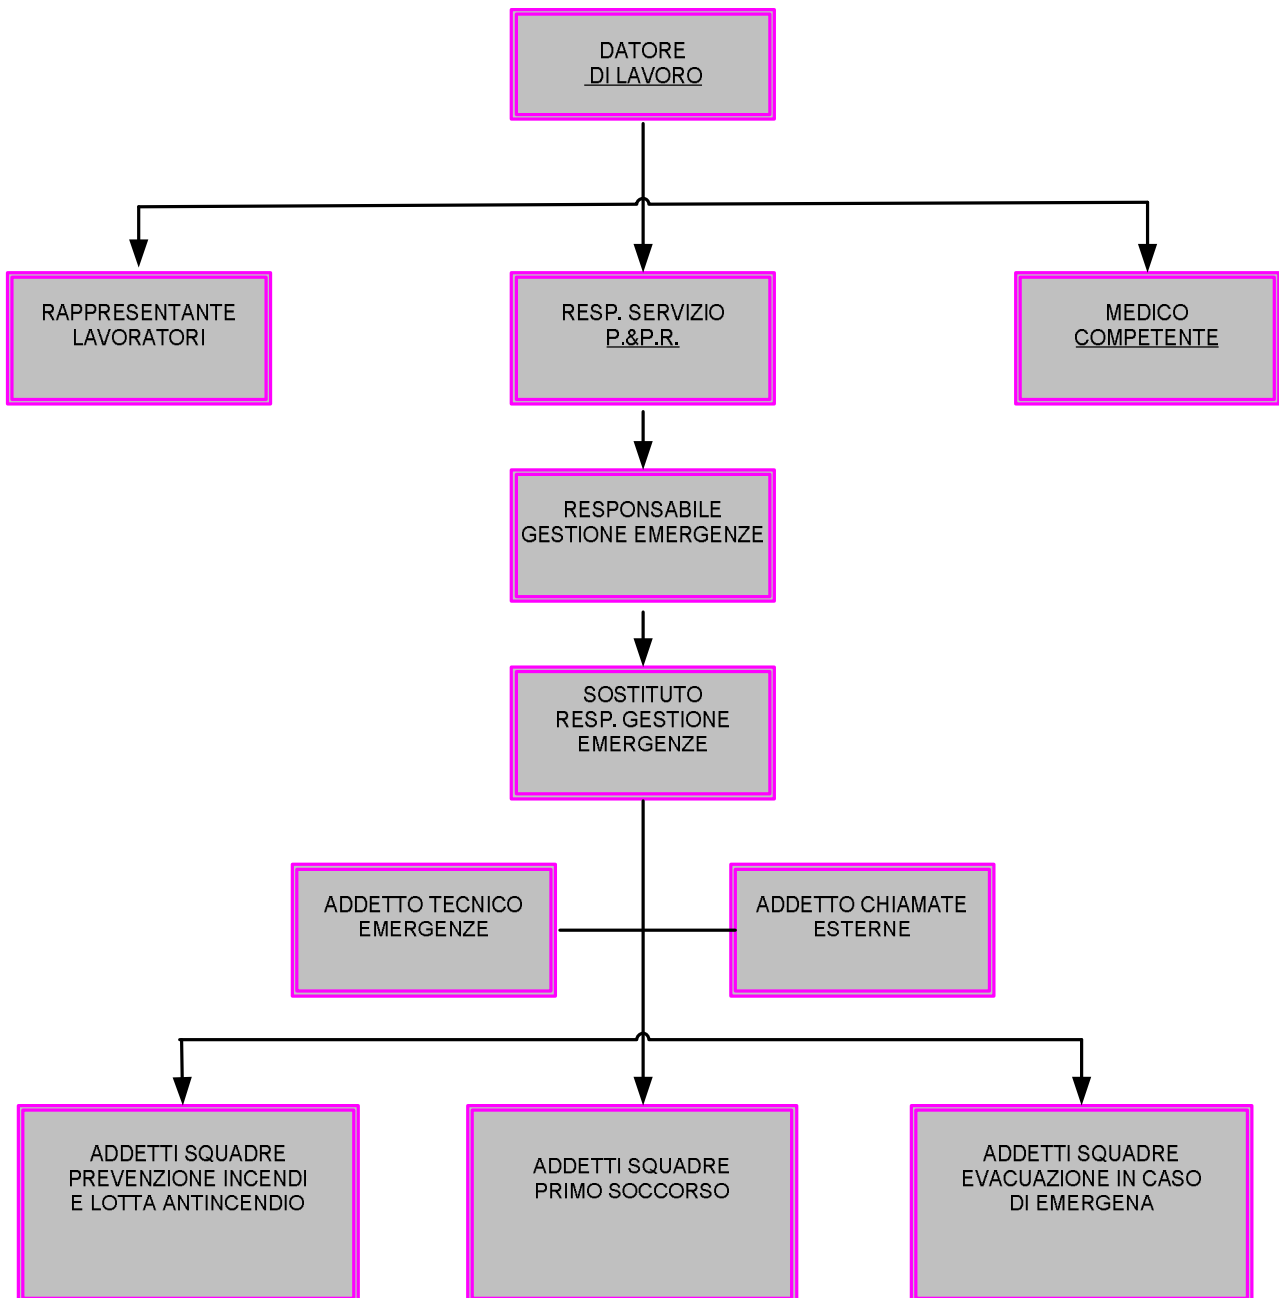 DATORE
DI LAVORO
RAPPRESENTANTE
LAVORATORI
RESP. SERVIZIO
P.&P.R.
MEDICO
COMPETENTE
RESPONSABILE
GESTIONE EMERGENZE
SOSTITUTO
RESP. GESTIONE
EMERGENZE
ADDETTO TECNICO
EMERGENZE
ADDETTO CHIAMATE
ESTERNE
ADDETTI SQUADRE
PREVENZIONE INCENDI
E LOTTA ANTINCENDIO
ADDETTI SQUADRE
PRIMO SOCCORSO
ADDETTI SQUADRE
EVACUAZIONE IN CASO
DI EMERGENA